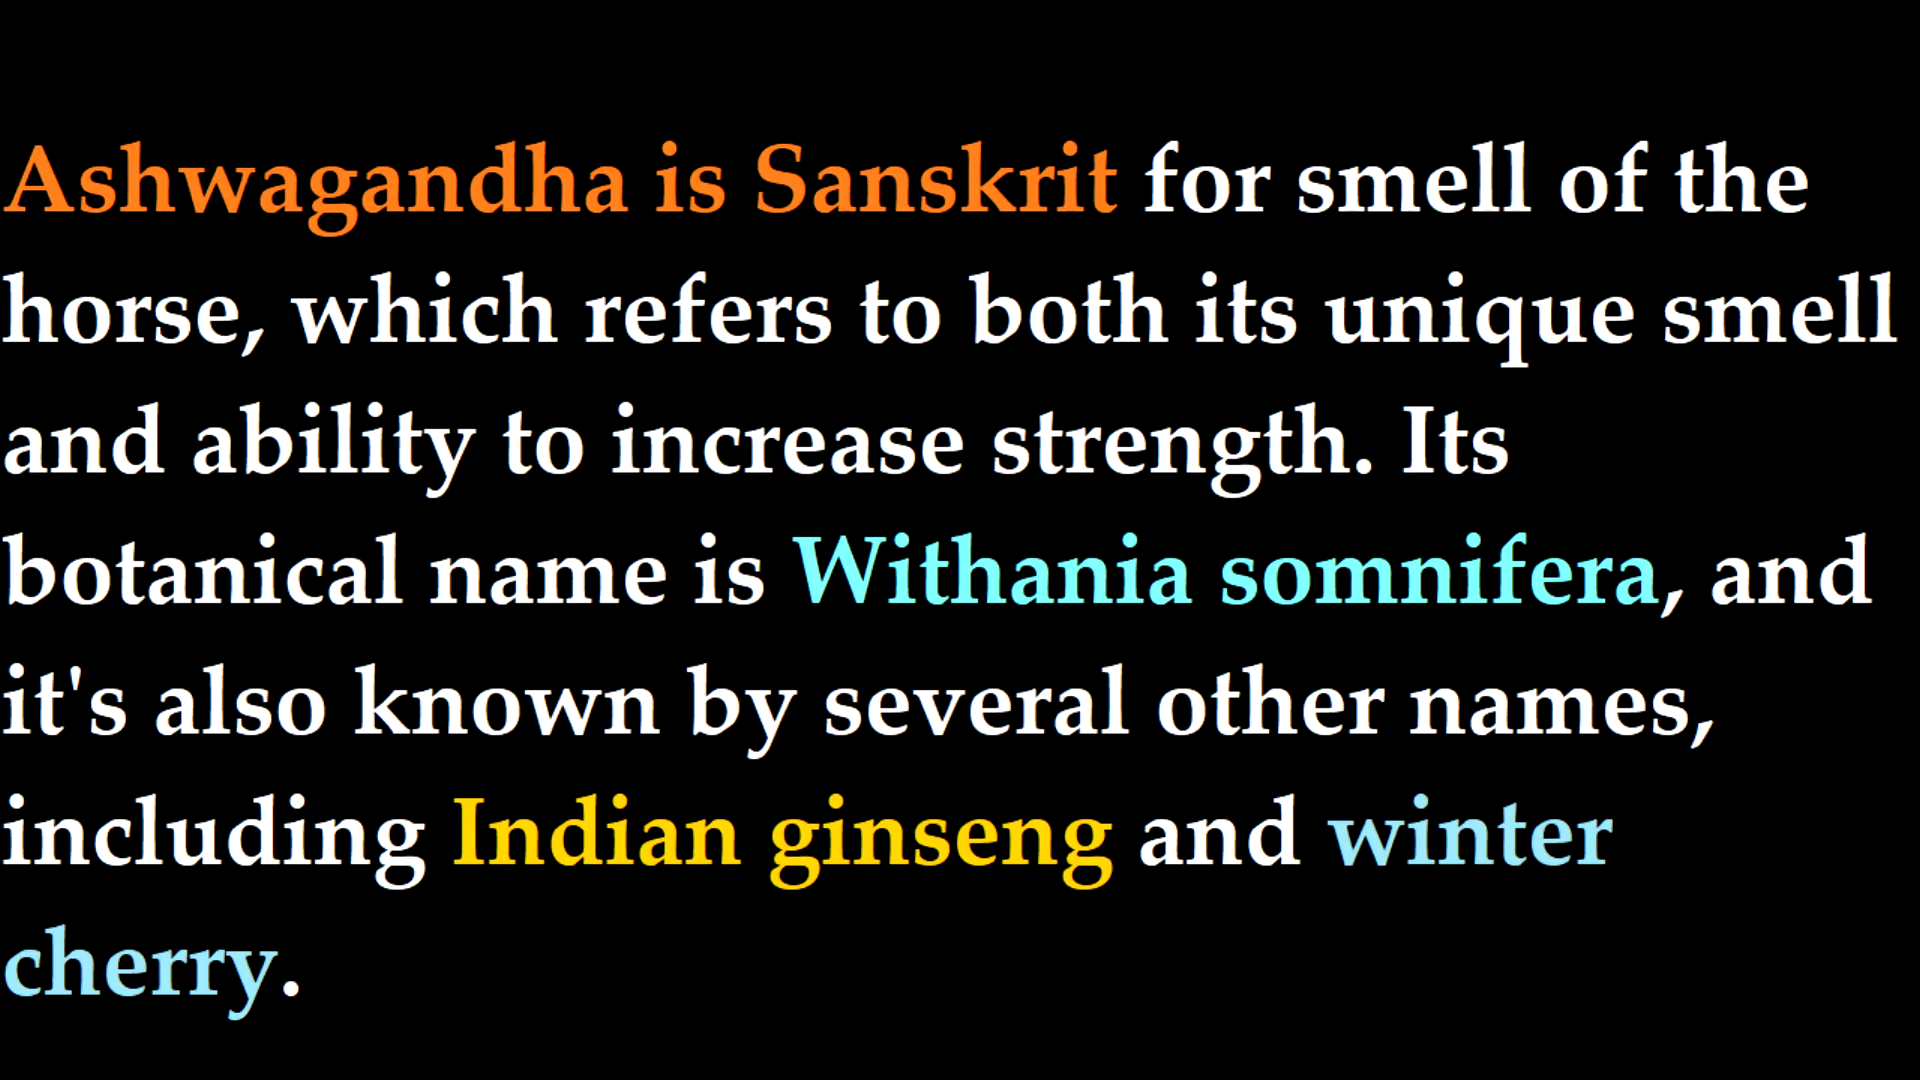 Ashwagandha is Sanskrit for smell of the
horse, which refers to both its unique smell
and ability to increase strength. Its
botanical name is Withania somnifera, and
it's also known by several other names,
including Indian ginseng and winter
cherry.